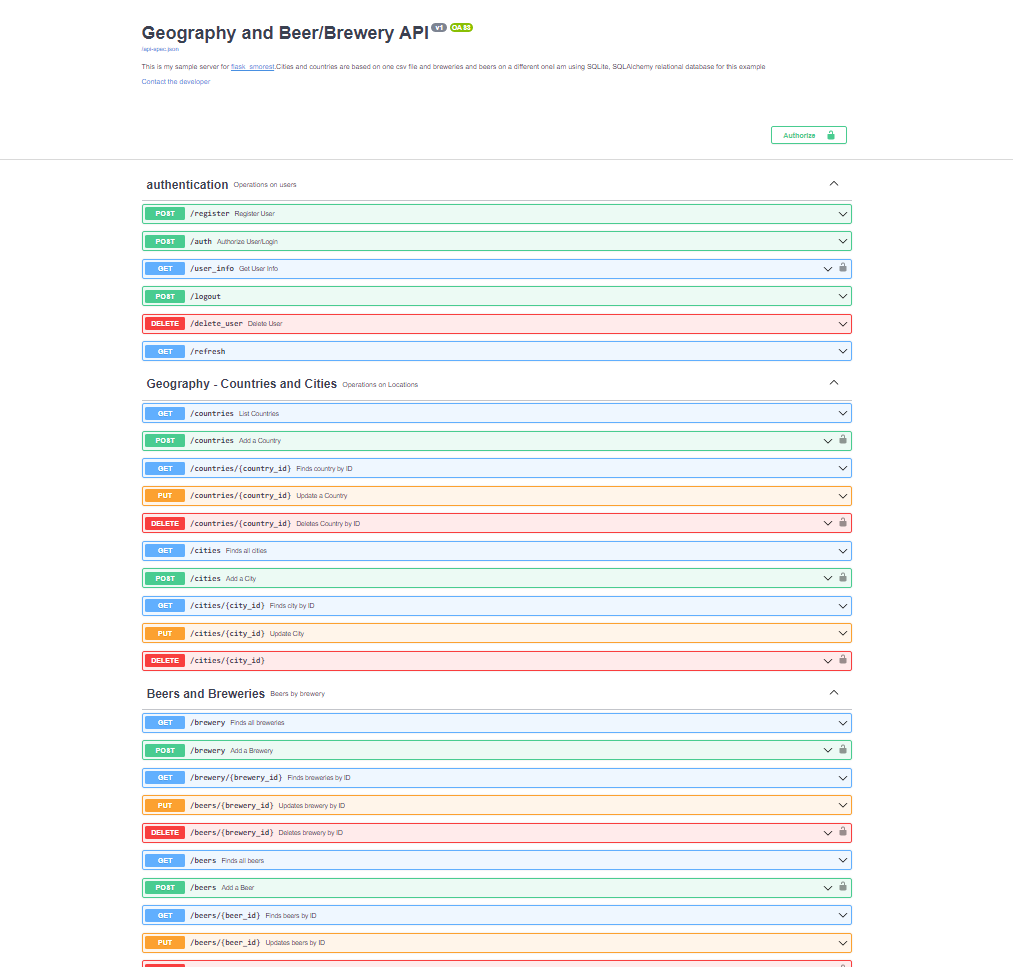 Geography and Beer/Brewery API v1 OAS3
/api-spec.json
This is my sample server for flask_smorest.Cities and countries are based on one csv file and breweries and beers on a different oneI am using SQLite, SQLAlchemy relational database for this example
Contact the developer
Authorize
authentication Operations on users
POST /register Register User
POST /auth Authorize User/Login
GET /user_info Get User Info
POST /logout
DELETE /delete_user Delete User
GET /refresh
Geography - Countries and Cities Operations on Locations
GET /countries List Countries
POST /countries Add a Country
GET /countries/{country_id} Finds country by ID
PUT /countries/{country_id} Update a Country
DELETE /countries/{country_id} Deletes Country by ID
GET /cities Finds all cities
POST /cities Add a City
GET /cities/{city_id} Finds city by ID
PUT /cities/{city_id} Update City
DELETE /cities/{city_id}
Beers and Breweries Beers by brewery
GET /brewery Finds all breweries
POST /brewery Add a Brewery
GET /brewery/{brewery_id} Finds breweries by ID
PUT /beers/{brewery_id} Updates brewery by ID
DELETE /beers/{brewery_id} Deletes brewery by ID
GET /beers Finds all beers
POST /beers Add a Beer
GET /beers/{beer_id} Finds beers by ID
PUT /beers/{beer_id} Updates beers by ID